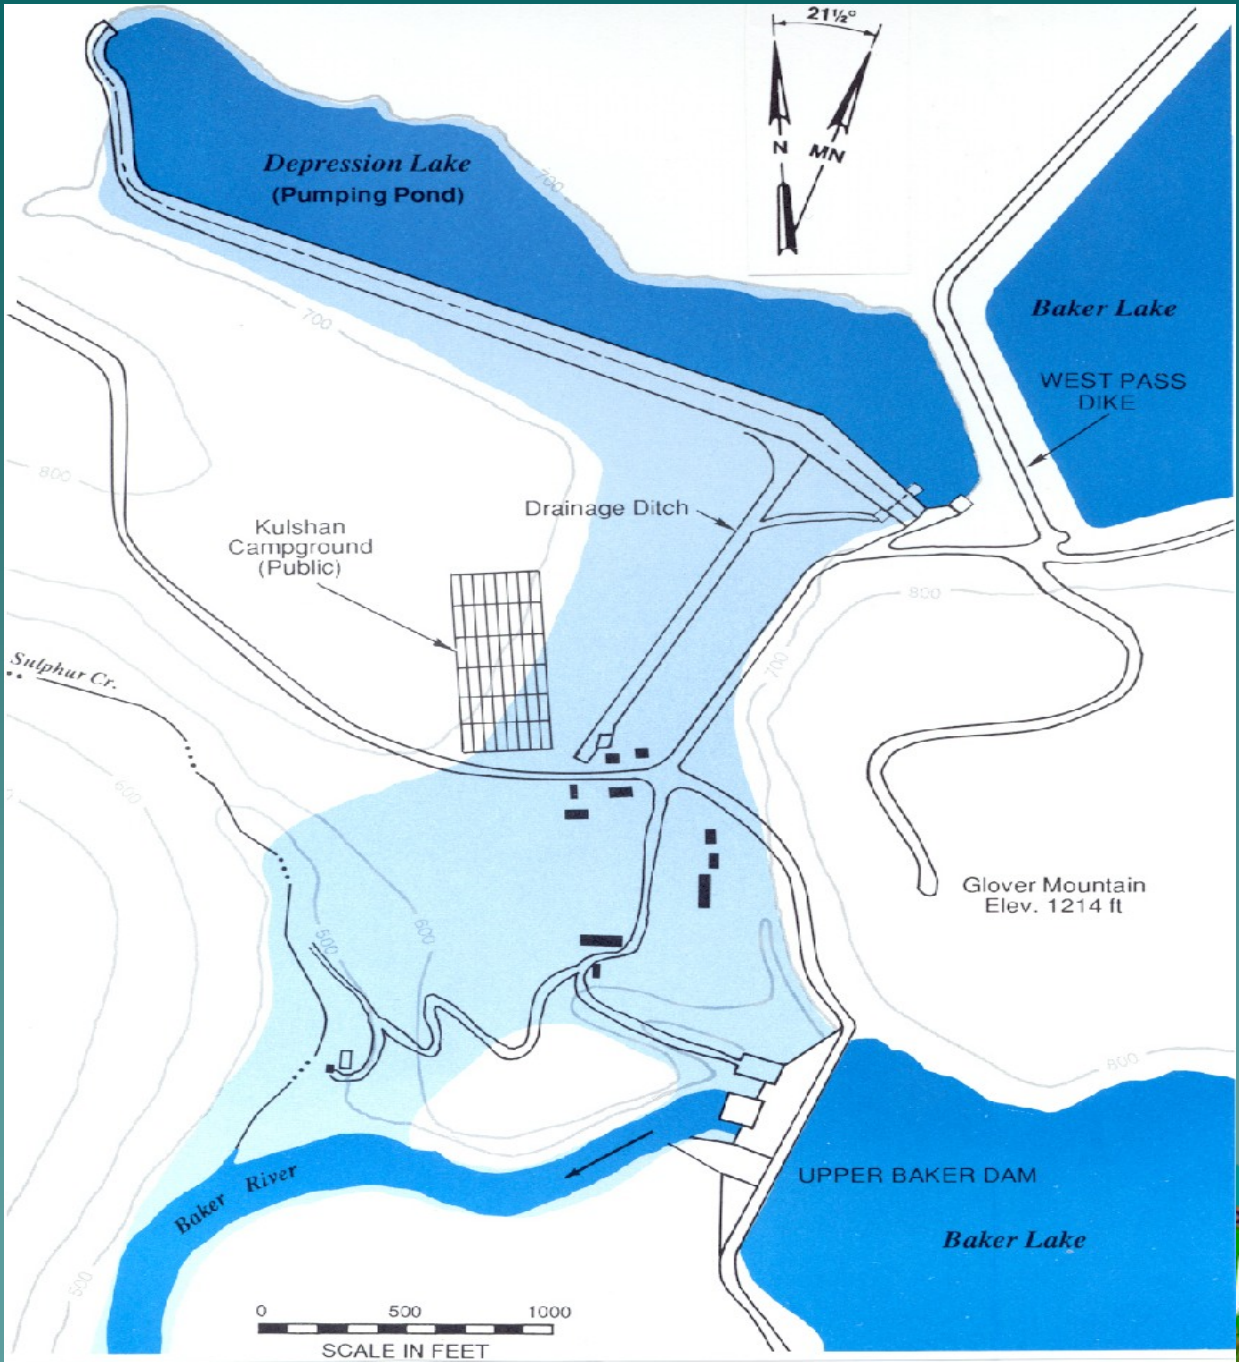 21½°
N
MN
Depression Lake
(Pumping Pond)
700
Baker Lake
WEST PASS
DIKE
700
800
Drainage Ditch
Kulshan
Campground
(Public)
800
Sulphur Cr.
700
600
Glover Mountain
Elev. 1214 ft
500
600
800
UPPER BAKER DAM
Baker River
Baker Lake
500
0 500 1000
SCALE IN FEET